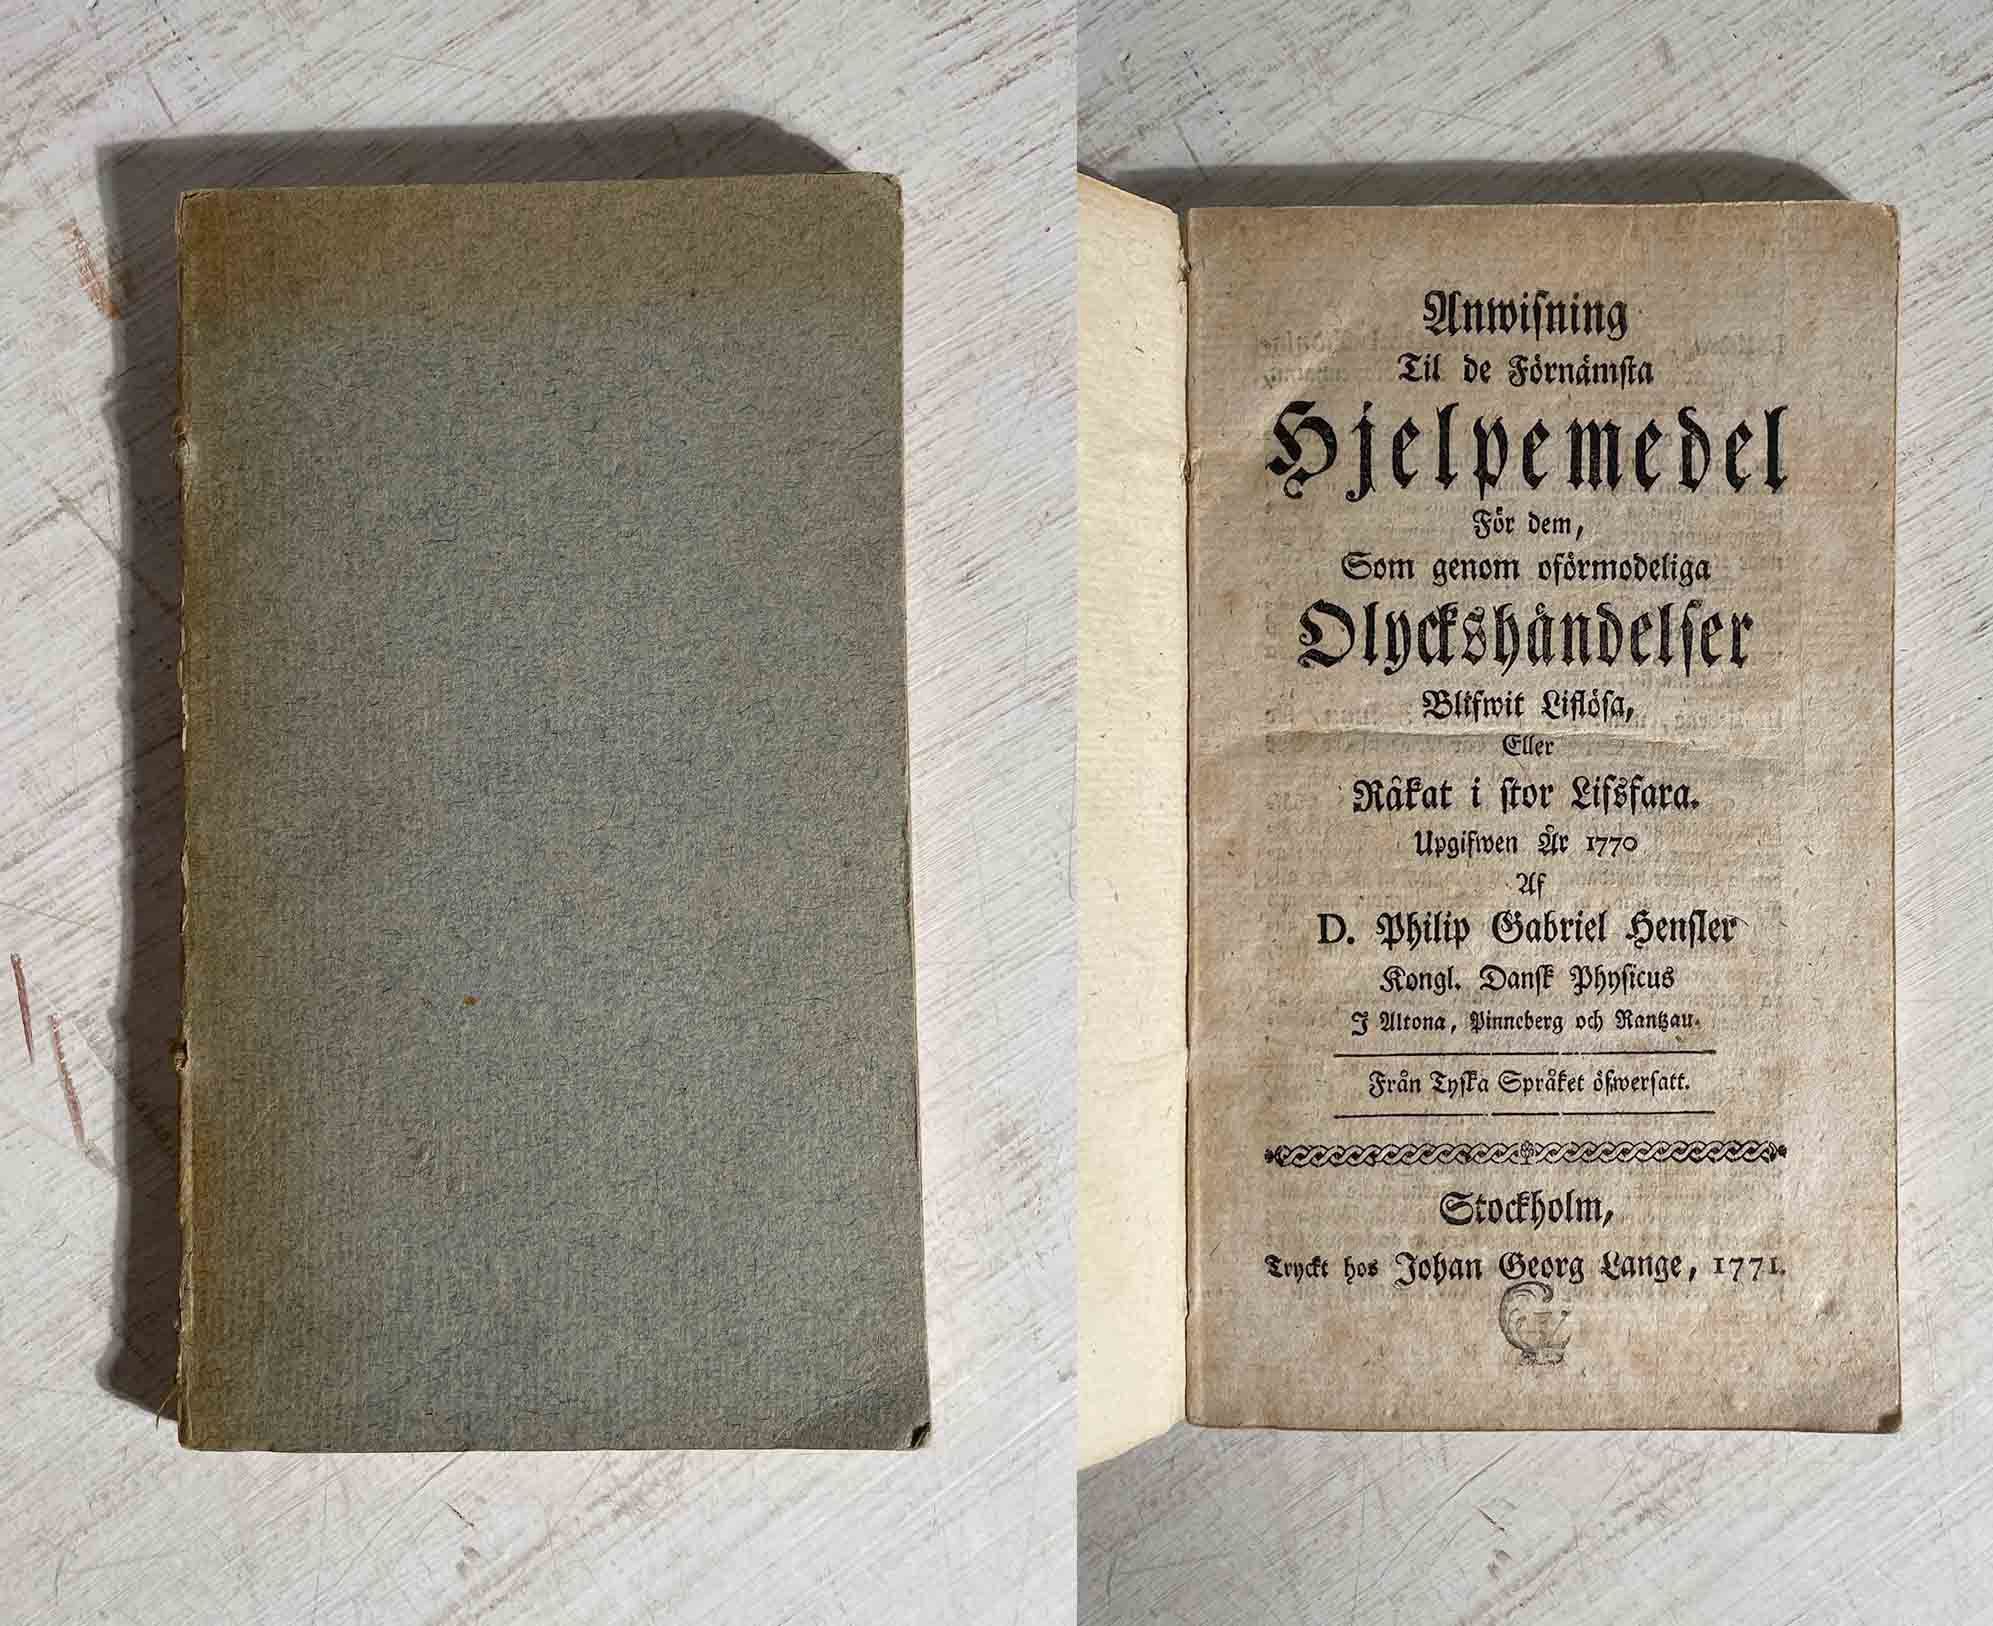 Anwisning
Til de Förnämsta
Hjelpemedel
För dem,
Som genom oförmodeliga
Olyckshändelser
Blifwit Liflösa,
Eller
Råkat i stor Lifsfara.
Upgifwen År 1770
Af
D. Philip Gabriel Hensler
Kongl. Dansk Physicus
J Altona, Pinneberg och Rantzau.
Från Tyska Språket öfwersatt.
Stockholm,
Tryckt hos Johan Georg Lange, 1771.